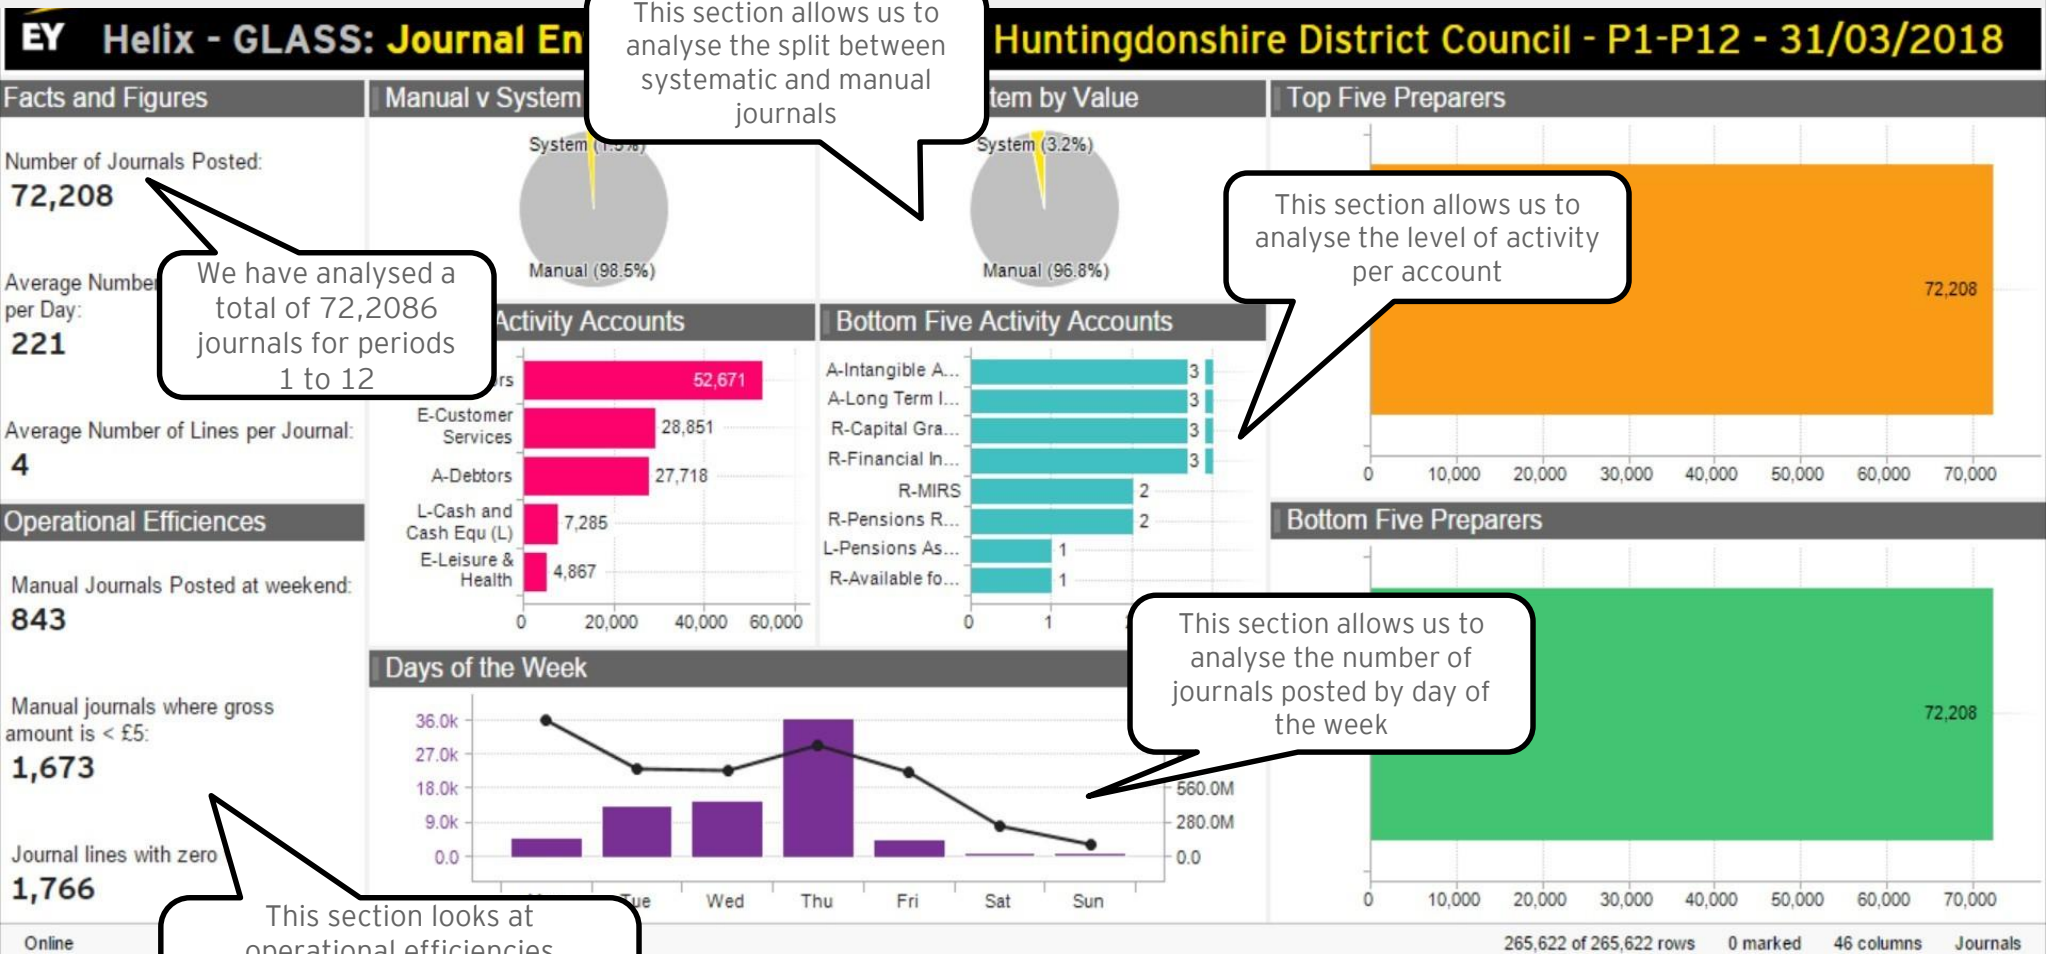 EY Helix - GLASS: Journal En
Huntingdonshire District Council - P1-P12 - 31/03/2018
This section allows us to
analyse the split between
systematic and manual
journals
Facts and Figures
Number of Journals Posted:
72,208
Average Number
per Day:
221
Average Number of Lines per Journal:
4
We have analysed a
total of 72,2086
journals for periods
1 to 12
Operational Efficiences
Manual Journals Posted at weekend:
843
Manual journals where gross
amount is < £5:
1,673
Journal lines with zero
1,766
This section looks at
operational efficiencies
Manual v System
System (1.5%)
Manual (98.5%)
tem by Value
System (3.2%)
Manual (96.8%)
Activity Accounts
rs
52,671
E-Customer
Services
28,851
A-Debtors
27,718
L-Cash and
Cash Equ (L)
7,285
E-Leisure &
Health
4,867
0 20,000 40,000 60,000
Bottom Five Activity Accounts
A-Intangible A... 3
A-Long Term I... 3
R-Capital Gra... 3
R-Financial In... 3
R-MIRS 2
R-Pensions R... 2
L-Pensions As... 1
R-Available fo... 1
0 1
This section allows us to
analyse the level of activity
per account
Days of the Week
36.0k
27.0k
18.0k
9.0k
0.0
560.0M
280.0M
0.0
Tue Wed Thu Fri Sat Sun
This section allows us to
analyse the number of
journals posted by day of
the week
Top Five Preparers
72,208
0 10,000 20,000 30,000 40,000 50,000 60,000 70,000
Bottom Five Preparers
72,208
0 10,000 20,000 30,000 40,000 50,000 60,000 70,000
Online
265,622 of 265,622 rows 0 marked 46 columns Journals